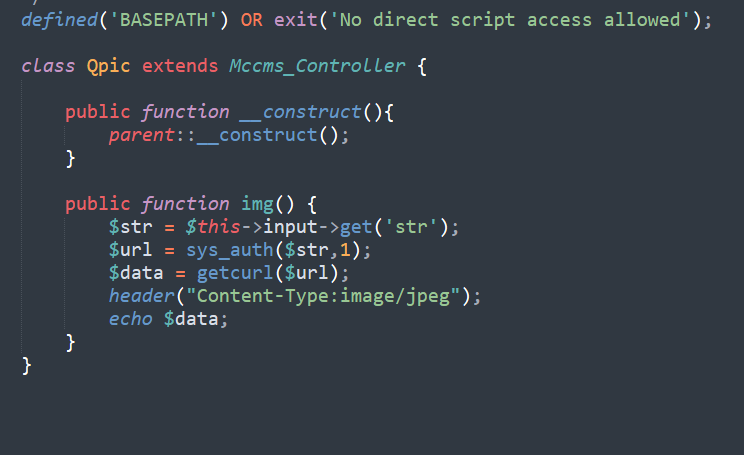 defined('BASEPATH') OR exit('No direct script access allowed');
class Qpic extends Mccms_Controller {
public function __construct(){
parent::__construct();
}
public function img() {
$str = $this->input->get('str');
$url = sys_auth($str,1);
$data = getcurl($url);
header("Content-Type:image/jpeg");
echo $data;
}
}